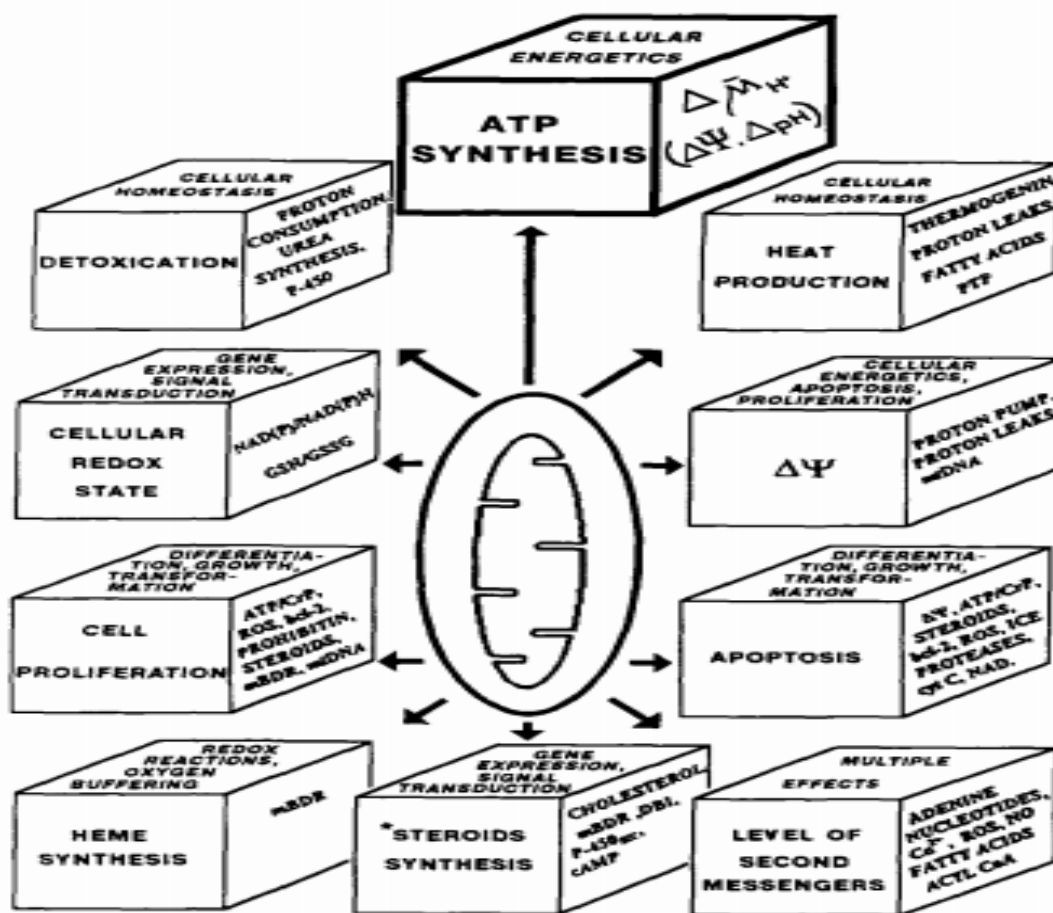 CELLULAR
ENERGETICS
ATP
SYNTHESIS
Δμ̃H+
(ΔΨ, ΔpH)
CELLULAR
HOMEOSTASIS
DETOXICATION
PROTON
CONSUMPTION,
UREA
SYNTHESIS,
P-450
CELLULAR
HOMEOSTASIS
HEAT
PRODUCTION
THERMOGENIN
PROTON LEAKS
FATTY ACIDS
PTP
GENE
EXPRESSION,
SIGNAL
TRANSDUCTION
CELLULAR
REDOX
STATE
NAD(P)/NAD(P)H
GSH/GSSG
CELLULAR
ENERGETICS,
APOPTOSIS,
PROLIFERATION
ΔΨ
PROTON PUMP,
PROTON LEAKS
mtDNA
DIFFERENTIA-
TION, GROWTH,
TRANSFOR-
MATION
CELL
PROLIFERATION
ATP/CrP,
ROS, bcl-2,
PROHIBITIN,
STEROIDS,
mBDR, mtDNA
DIFFERENTIA-
TION, GROWTH,
TRANSFOR-
MATION
APOPTOSIS
ΔΨ, ATP/CrP,
STEROIDS,
bcl-2, ROS, ICE
PROTEASES,
cyt C, NAD.
REDOX
REACTIONS,
OXYGEN
BUFFERING
HEME
SYNTHESIS
mBDR
GENE
EXPRESSION,
SIGNAL
TRANSDUCTION
*STEROIDS
SYNTHESIS
CHOLESTEROL
mBDR, DBI,
P-450scc,
cAMP
MULTIPLE
EFFECTS
LEVEL OF
SECOND
MESSENGERS
ADENINE
NUCLEOTIDES,
Ca2+, ROS, NO
FATTY ACIDS
ACYL CoA